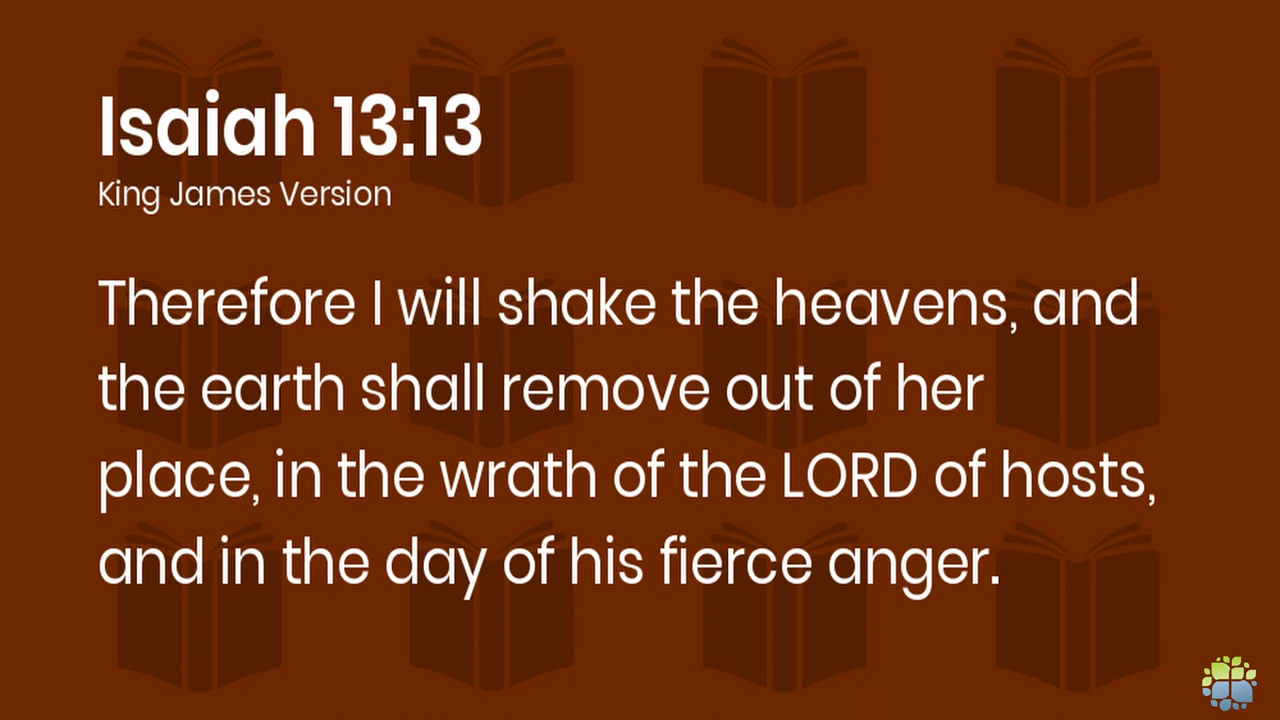 Isaiah 13:13
King James Version
Therefore I will shake the heavens, and
the earth shall remove out of her
place, in the wrath of the LORD of hosts,
and in the day of his fierce anger.